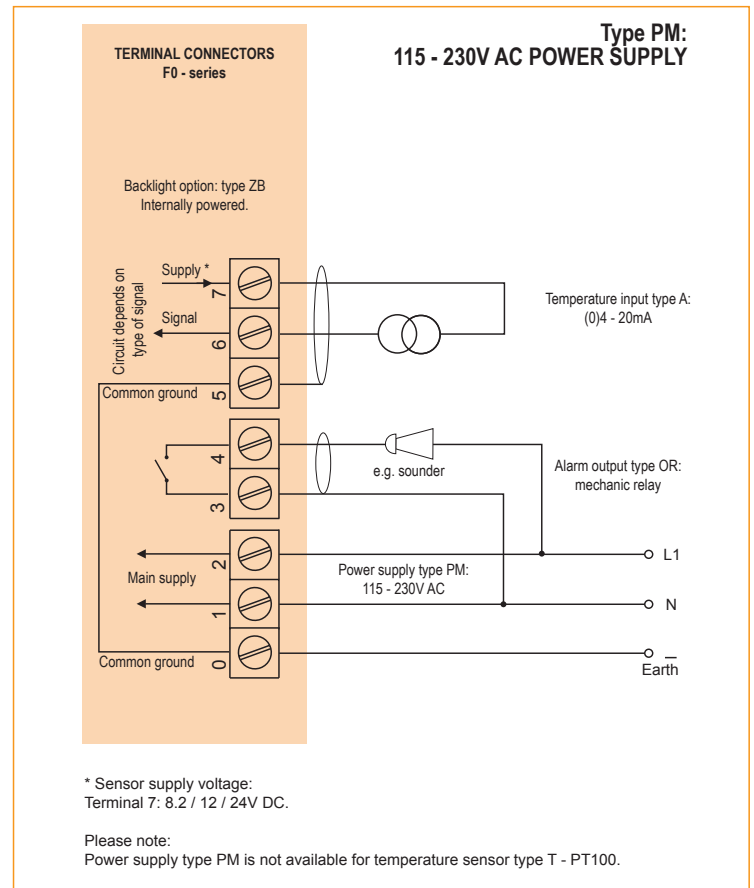 Type PM:
115 - 230V AC POWER SUPPLY
TERMINAL CONNECTORS
F0 - series
Backlight option: type ZB
Internally powered.
Circuit depends on
type of signal
Supply *
7
Signal
6
Common ground
5
Temperature input type A:
(0)4 - 20mA
4
3
e.g. sounder
Alarm output type OR:
mechanic relay
2
Main supply
1
Power supply type PM:
115 - 230V AC
L1
N
Common ground
0
Earth
* Sensor supply voltage:
Terminal 7: 8.2 / 12 / 24V DC.
Please note:
Power supply type PM is not available for temperature sensor type T - PT100.